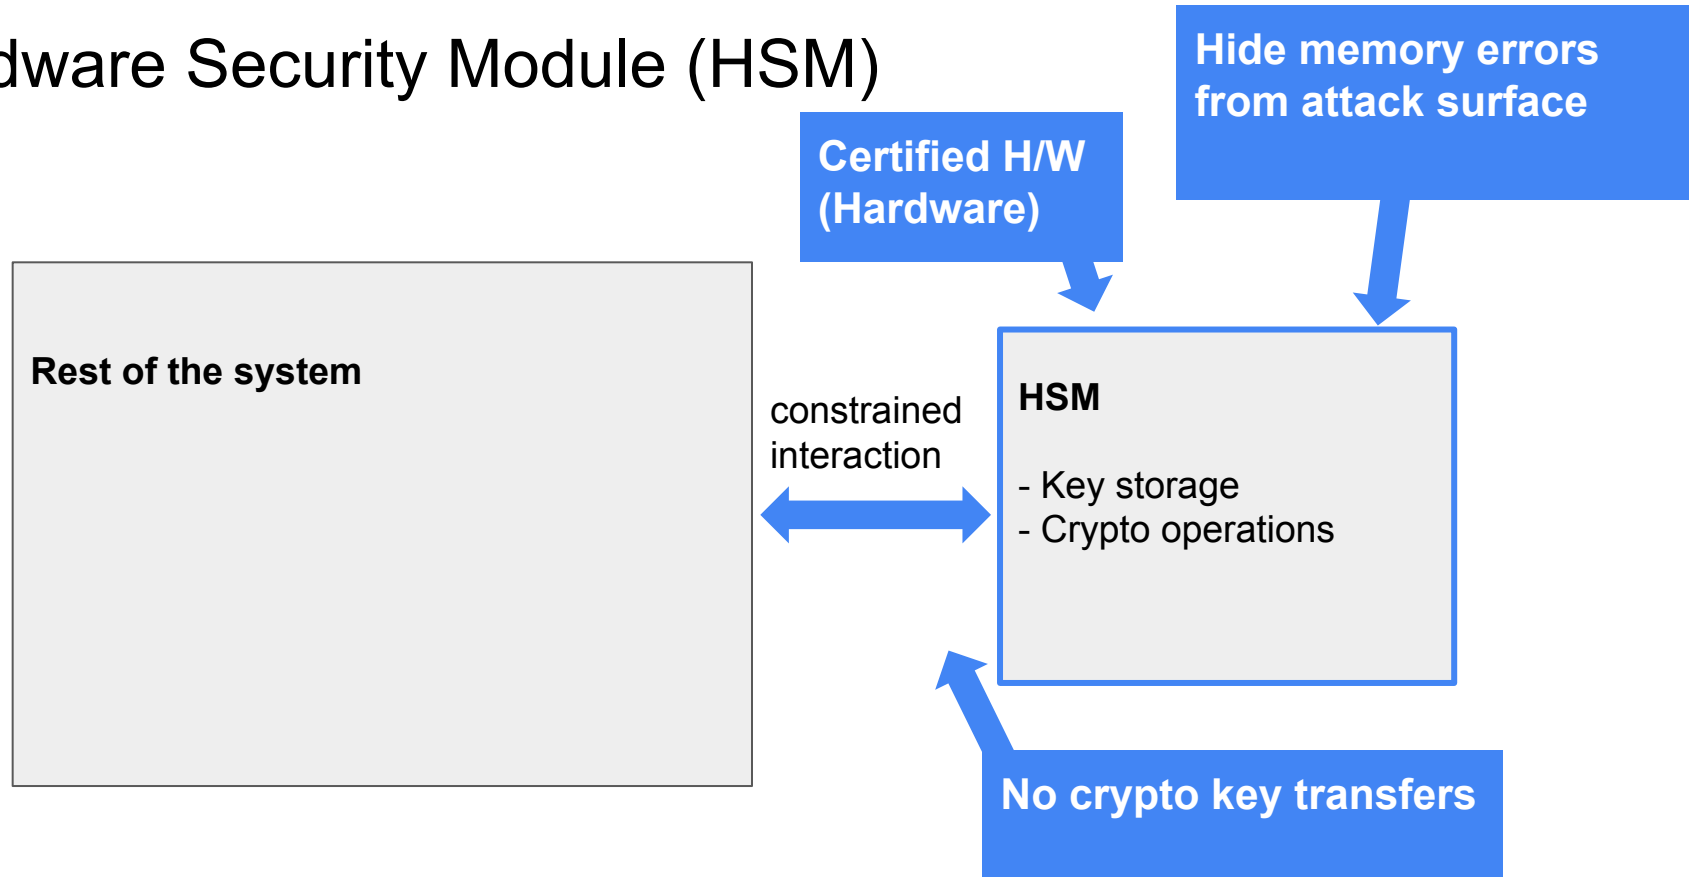 dware Security Module (HSM)
Hide memory errors
from attack surface
Certified H/W
(Hardware)
Rest of the system
constrained
interaction
HSM
- Key storage
- Crypto operations
No crypto key transfers